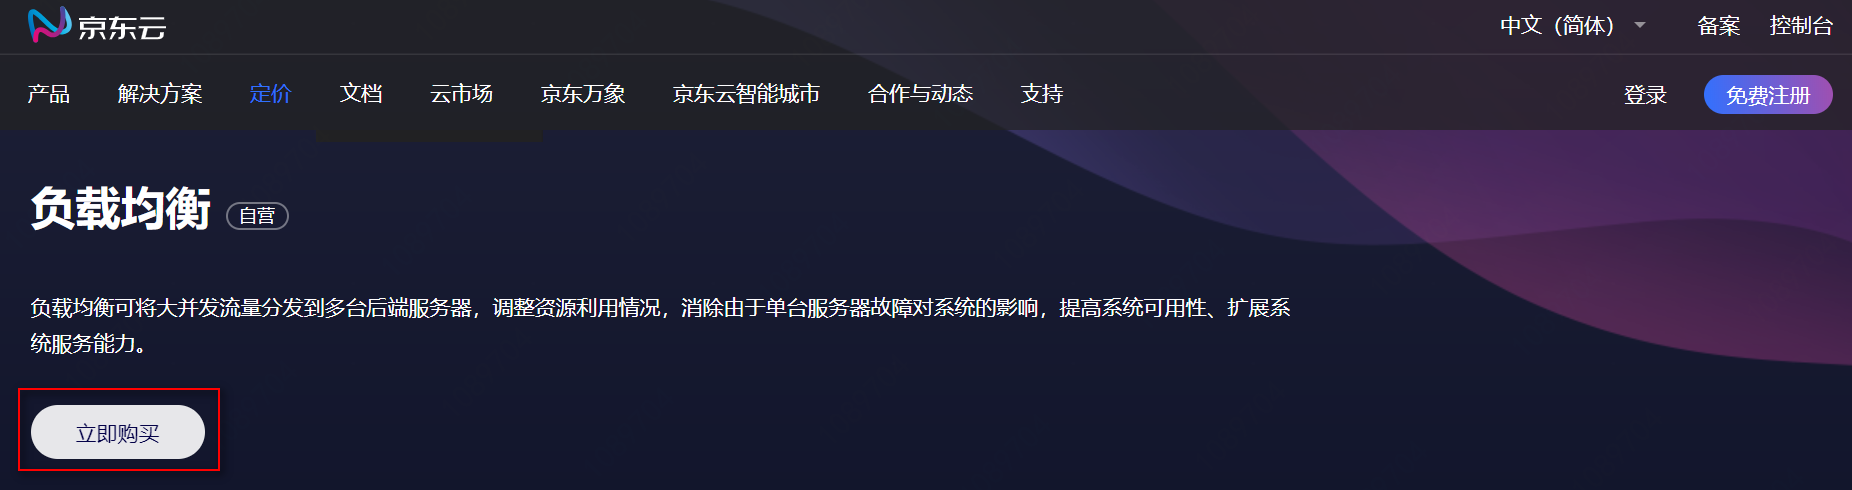 京东云
中文（简体） 备案 控制台
产品 解决方案 定价 文档 云市场 京东万象 京东云智能城市 合作与动态 支持 登录 免费注册
负载均衡 自营
负载均衡可将大并发流量分发到多台后端服务器，调整资源利用情况，消除由于单台服务器故障对系统的影响，提高系统可用性、扩展系
统服务能力。
立即购买